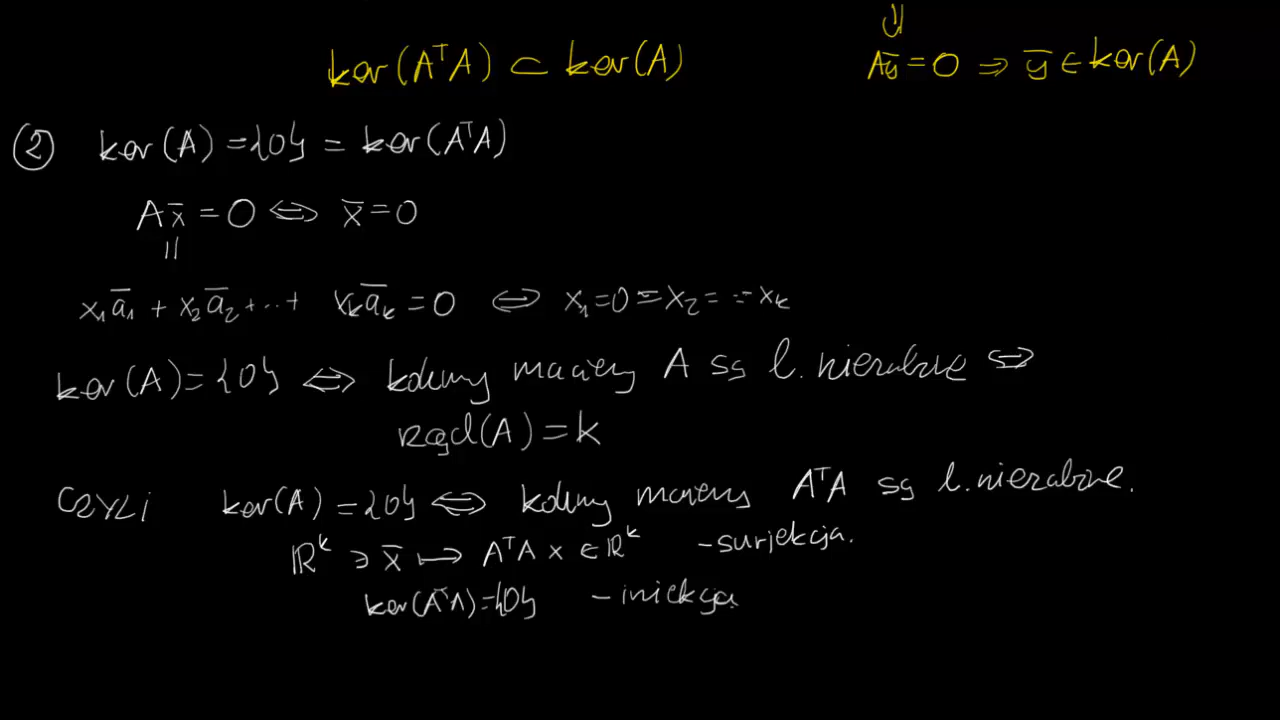 ker(AᵀA) ⊂ ker(A)
⇓
Aȳ = 0 ⇒ ȳ ∈ ker(A)
② ker(A) = {0} = ker(AᵀA)
Ax̄ = 0 ⇔ x̄ = 0
||
x₁ā₁ + x₂ā₂ + ... + xₖāₖ = 0 ⇔ x₁ = 0 = x₂ = ... = xₖ
ker(A) = {0} ⇔ kolumny macierzy A są l. niezależne ⇔
rząd(A) = k
CZYLI ker(A) = {0} ⇔ kolumny macierzy AᵀA są l. niezależne.
ℝᵏ ∋ x̄ ↦ AᵀA x ∈ ℝᵏ - surjekcja.
ker(AᵀA) = {0} - iniekcja